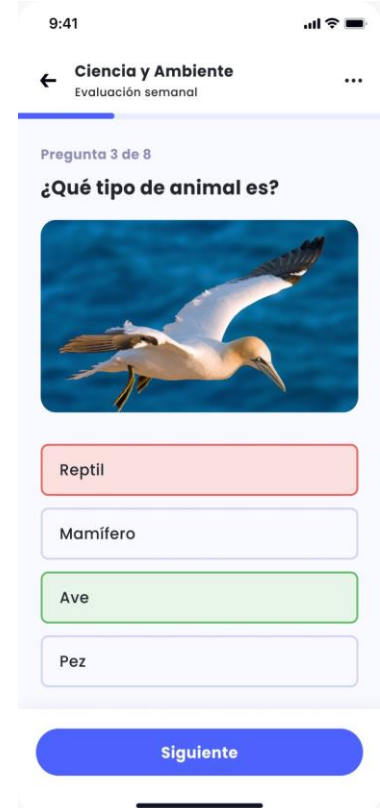 9:41
Ciencia y Ambiente
Evaluación semanal
Pregunta 3 de 8
¿Qué tipo de animal es?
Reptil
Mamífero
Ave
Pez
Siguiente